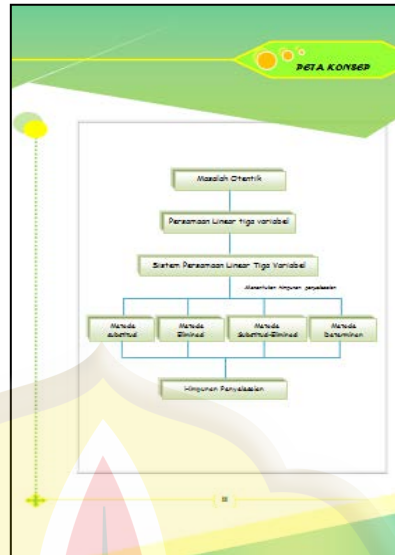 PETA KONSEP
Masalah Otentik
Persamaan Linear tiga variabel
Sistem Persamaan Linear Tiga Variabel
Menentukan himpunan penyelesaian
Metode Substitusi
Metode Eliminasi
Metode Substitusi-Eliminasi
Metode Determinan
Himpunan Penyelesaian